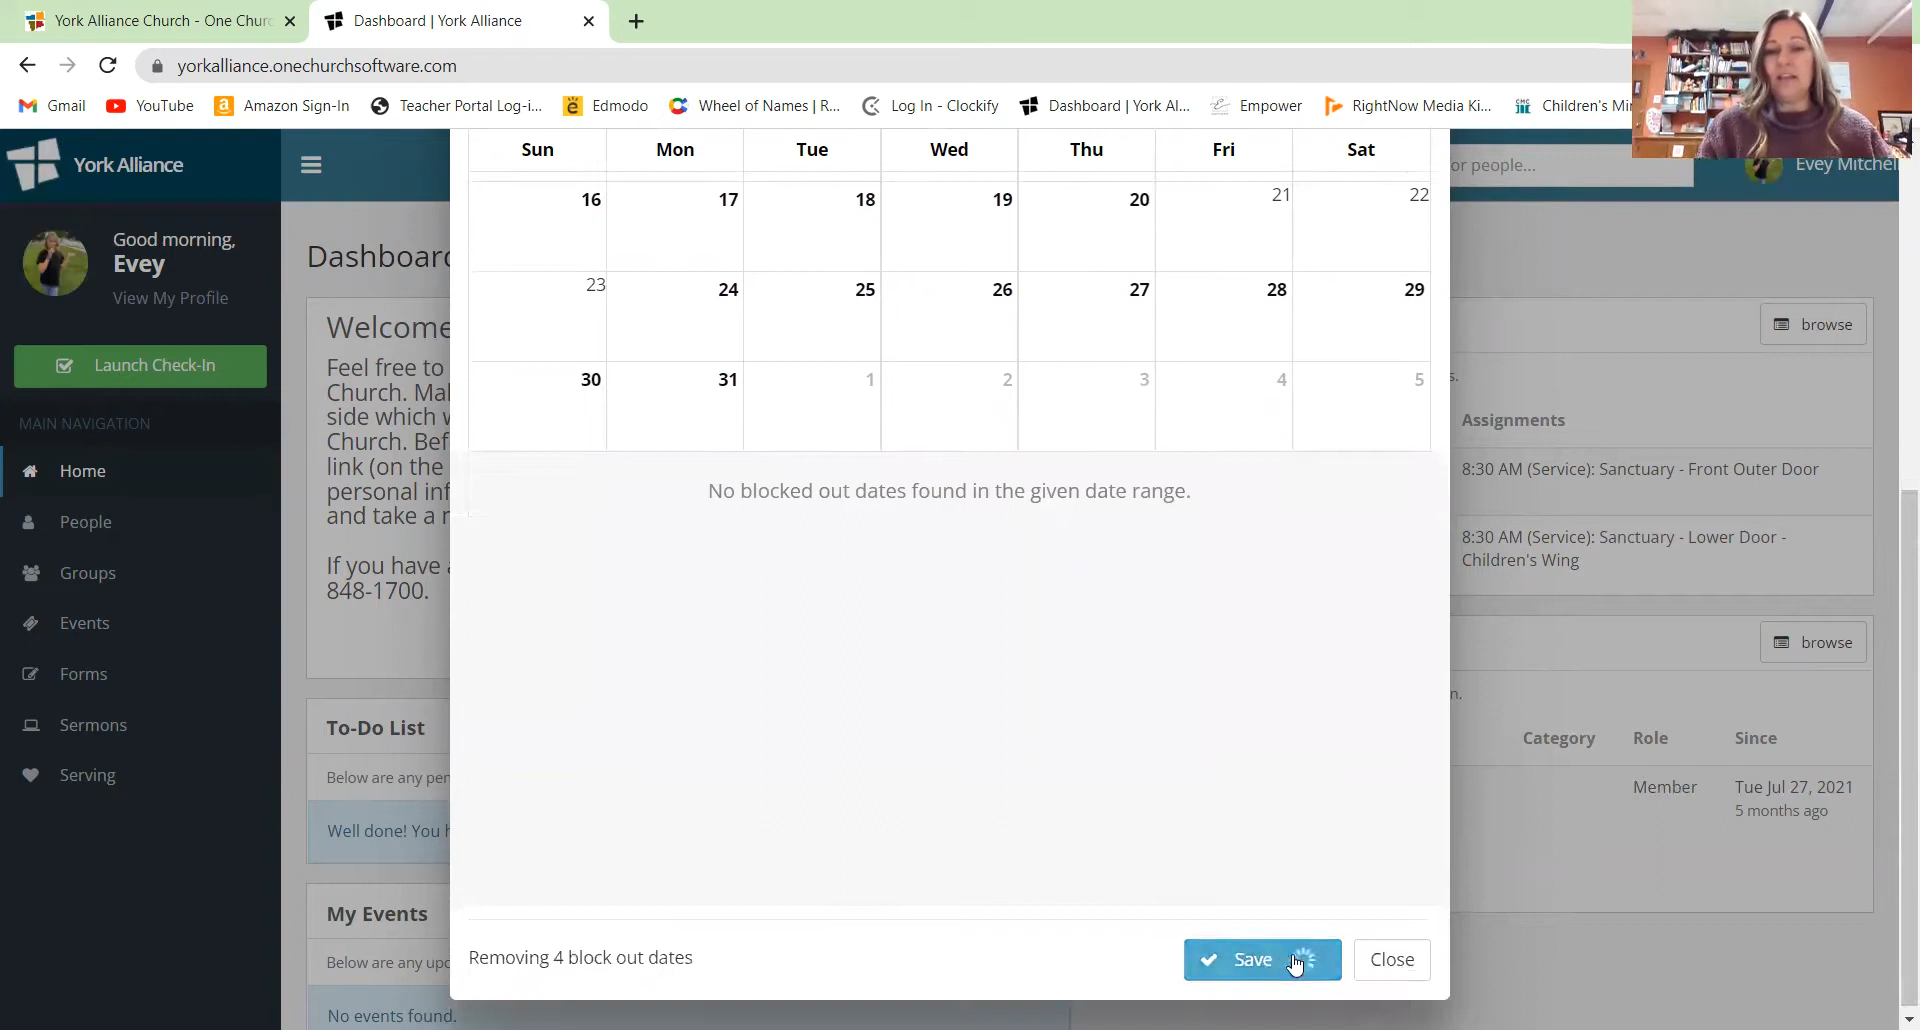 York Alliance Church - One Churc
Dashboard | York Alliance
yorkalliance.onechurchsoftware.com
Gmail
YouTube
Amazon Sign-In
Teacher Portal Log-i...
Edmodo
Wheel of Names | R...
Log In - Clockify
Dashboard | York Al...
Empower
RightNow Media Ki...
Children's Mi
York Alliance
or people...
Evey Mitchell
Good morning,
Evey
View My Profile
Launch Check-In
MAIN NAVIGATION
Home
People
Groups
Events
Forms
Sermons
Serving
Dashboard
Welcome
Feel free to
Church. Mal
side which w
Church. Bef
link (on the
personal inf
and take a r
If you have a
848-1700.
To-Do List
Below are any pen
Well done! You h
My Events
Below are any upc
No events found.
Sun Mon Tue Wed Thu Fri Sat
16 17 18 19 20 21 22
23 24 25 26 27 28 29
30 31 1 2 3 4 5
No blocked out dates found in the given date range.
Removing 4 block out dates
Save
Close
browse
s.
Assignments
8:30 AM (Service): Sanctuary - Front Outer Door
8:30 AM (Service): Sanctuary - Lower Door -
Children's Wing
browse
n.
Category Role Since
Member Tue Jul 27, 2021
5 months ago